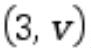 (3, v)